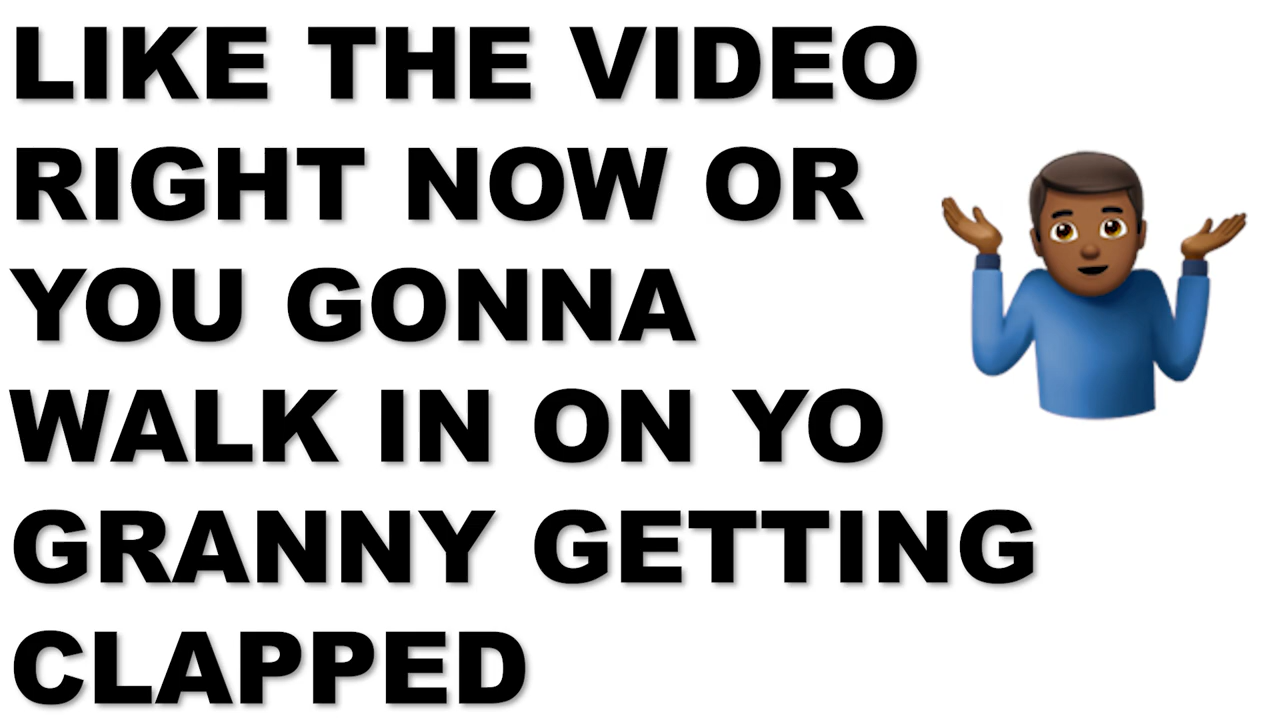 LIKE THE VIDEO
RIGHT NOW OR
YOU GONNA
WALK IN ON YO
GRANNY GETTING
CLAPPED